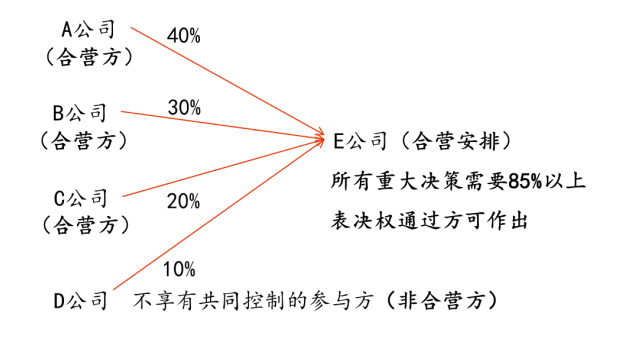 A公司
（合营方）
40%
B公司
（合营方）
30%
E公司（合营安排）
所有重大决策需要85%以上
表决权通过方可作出
C公司
（合营方）
20%
10%
D公司 不享有共同控制的参与方（非合营方）